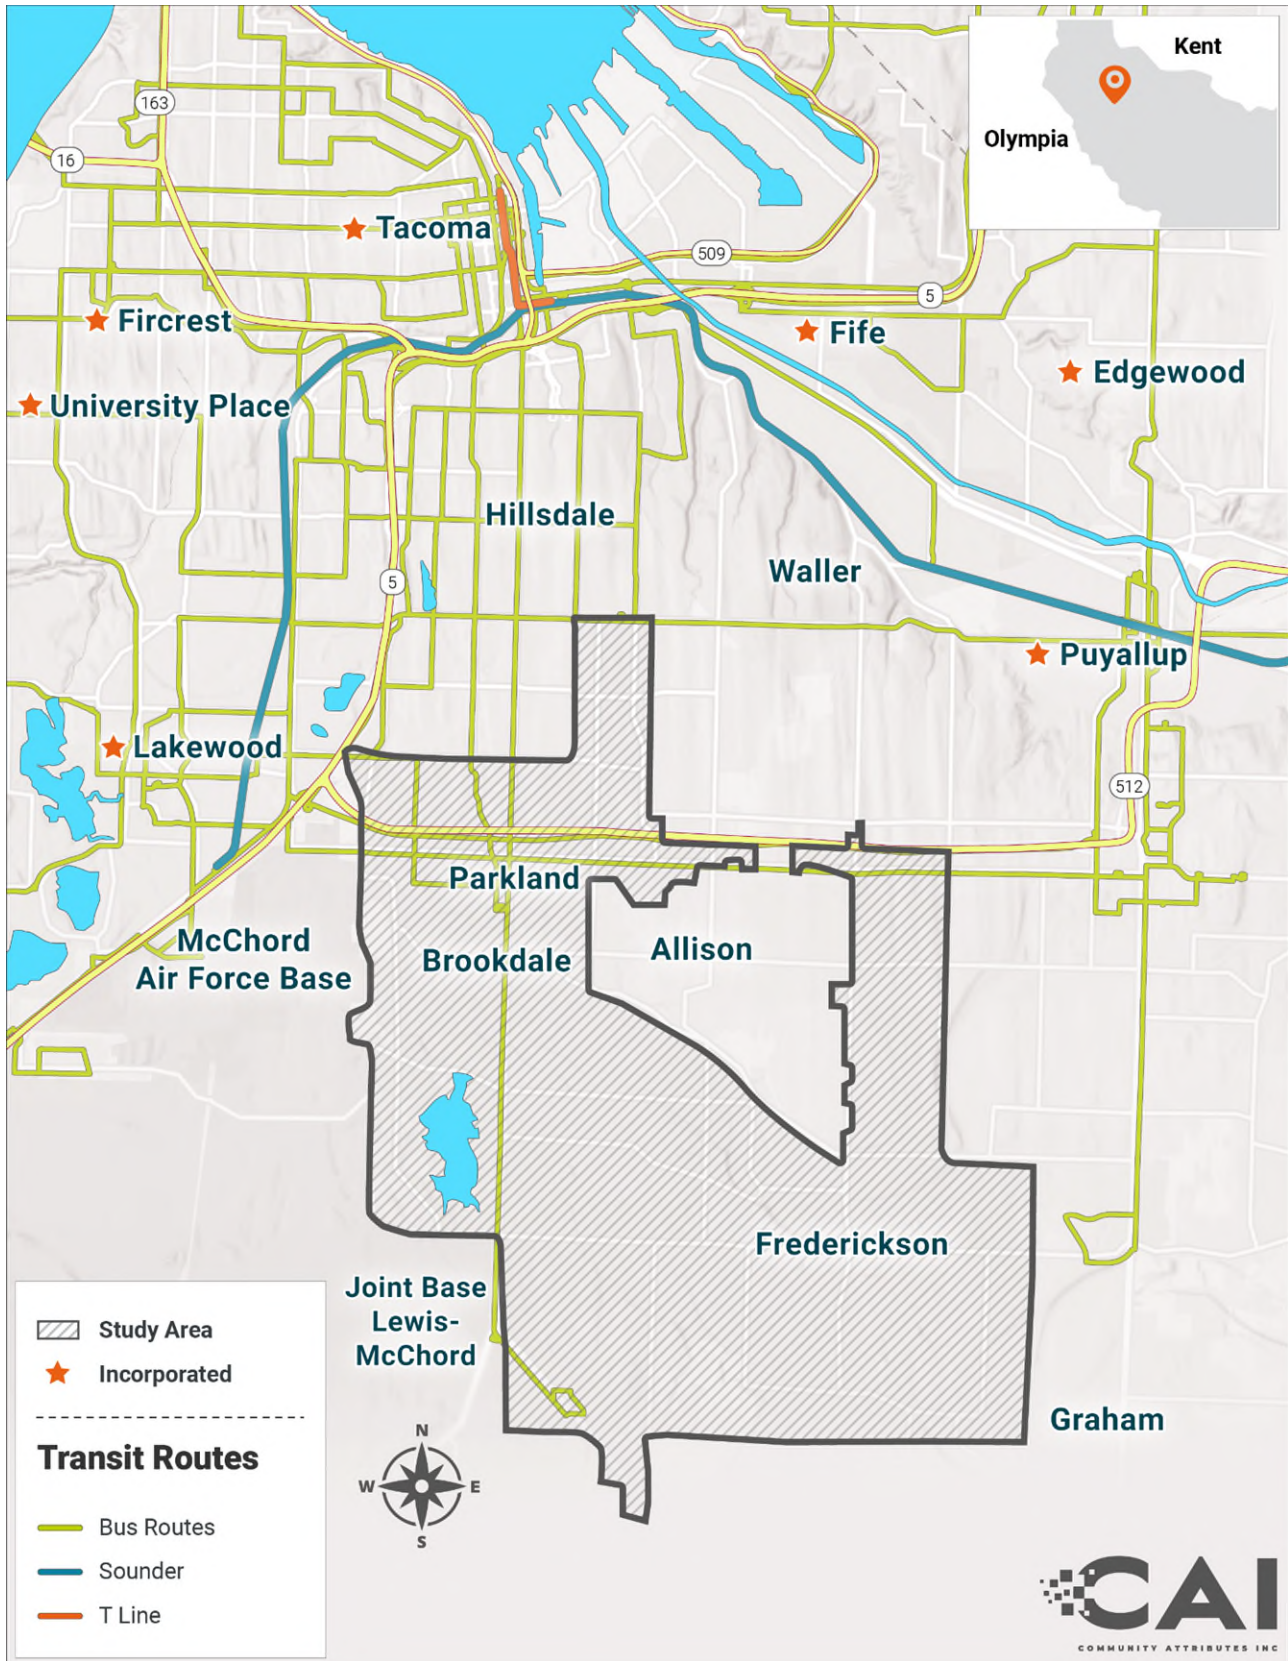 Kent
Olympia
163
16
Tacoma
509
5
Fircrest
Fife
Edgewood
University Place
Hillsdale
Waller
5
Puyallup
Lakewood
512
Parkland
McChord
Air Force Base
Brookdale
Allison
Frederickson
Joint Base
Lewis-
McChord
Graham
Study Area
Incorporated
Transit Routes
Bus Routes
Sounder
T Line
N
W
E
S
CAI
COMMUNITY ATTRIBUTES INC